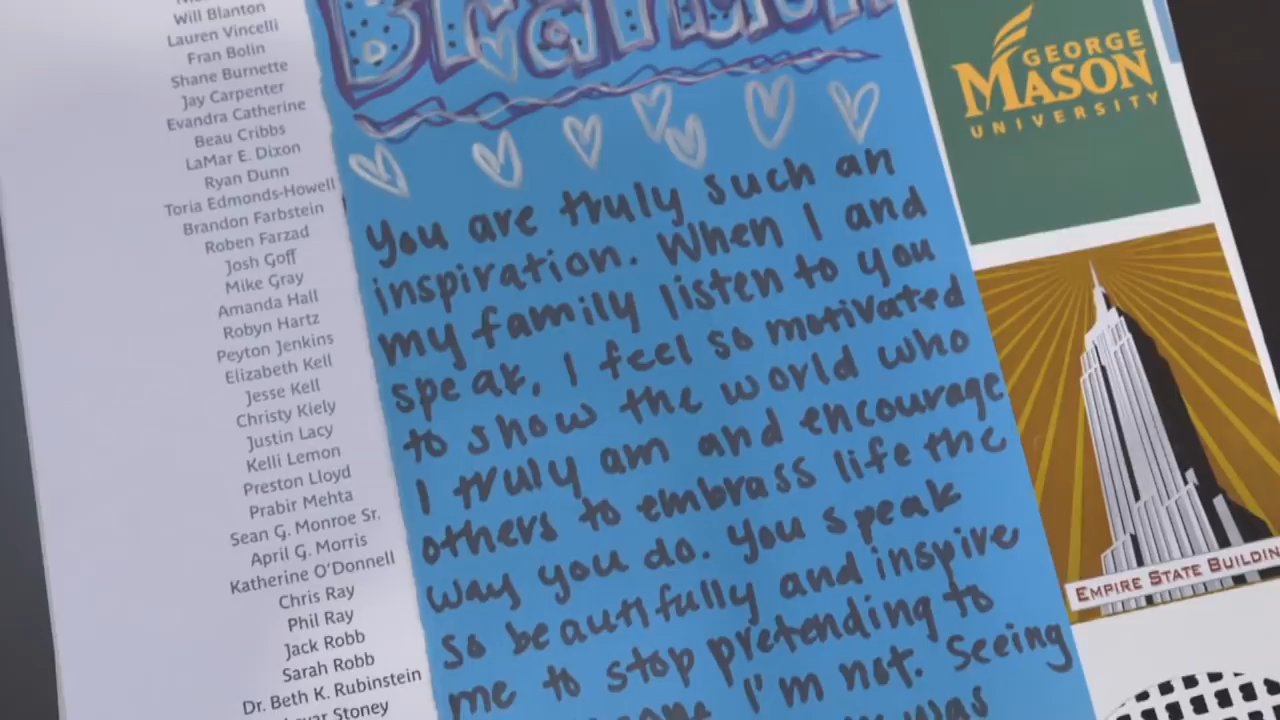 Will Blanton
Lauren Vincelli
Fran Bolin
Shane Burnette
Jay Carpenter
Evandra Catherine
Beau Cribbs
LaMar E. Dixon
Ryan Dunn
Toria Edmonds-Howell
Brandon Farbstein
Roben Farzad
Josh Goff
Mike Gray
Amanda Hall
Robyn Hartz
Peyton Jenkins
Elizabeth Kell
Jesse Kell
Christy Kiely
Justin Lacy
Kelli Lemon
Preston Lloyd
Prabir Mehta
Sean G. Monroe Sr.
April G. Morris
Katherine O'Donnell
Chris Ray
Phil Ray
Jack Robb
Sarah Robb
Dr. Beth K. Rubinstein
Stoney
Brandon
You are truly such an
inspiration. When I and
my family listen to you
speak, I feel so motivated
to show the world who
I truly am and encourage
others to embrass life the
way you do. You speak
so beautifully and inspire
me to stop pretending to
I'm not. Seeing
was
GEORGE
MASON
UNIVERSITY
EMPIRE STATE BUILDIN